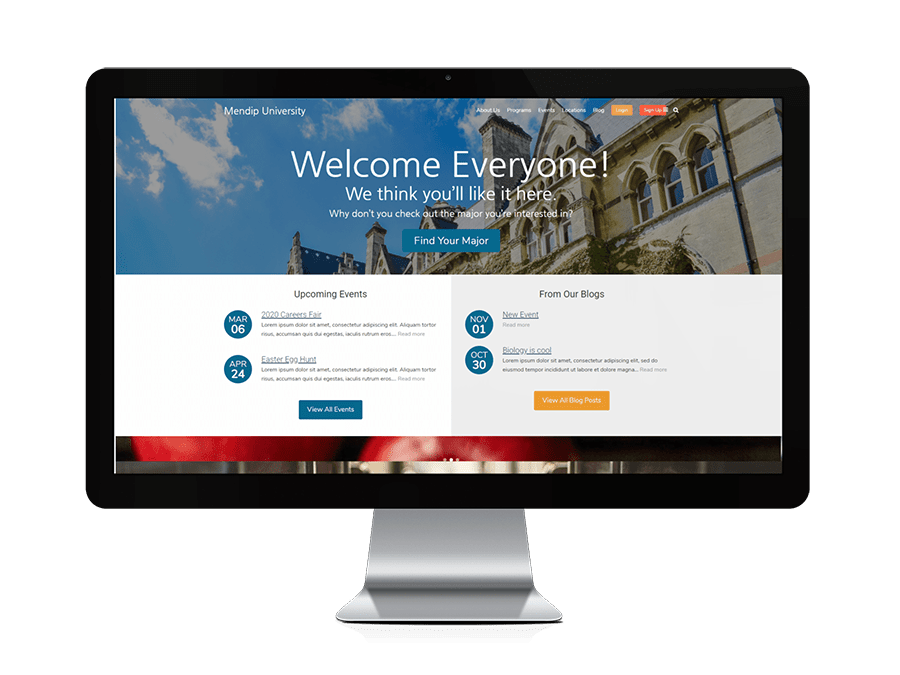 Mendip University
About Us Programs Events Locations Blog Login Sign Up
Welcome Everyone!
We think you'll like it here.
Why don't you check out the major you're interested in?
Find Your Major
Upcoming Events
MAR
06
2020 Careers Fair
Lorem ipsum dolor sit amet, consectetur adipiscing elit. Aliquam tortor
risus, accumsan quis dui egestas, iaculis rutrum eros... Read more
APR
24
Easter Egg Hunt
Lorem ipsum dolor sit amet, consectetur adipiscing elit. Aliquam tortor
risus, accumsan quis dui egestas, iaculis rutrum eros... Read more
View All Events
From Our Blogs
NOV
01
New Event
Read more
OCT
30
Biology is cool
Lorem ipsum dolor sit amet, consectetur adipiscing elit, sed do
eiusmod tempor incididunt ut labore et dolore magna... Read more
View All Blog Posts